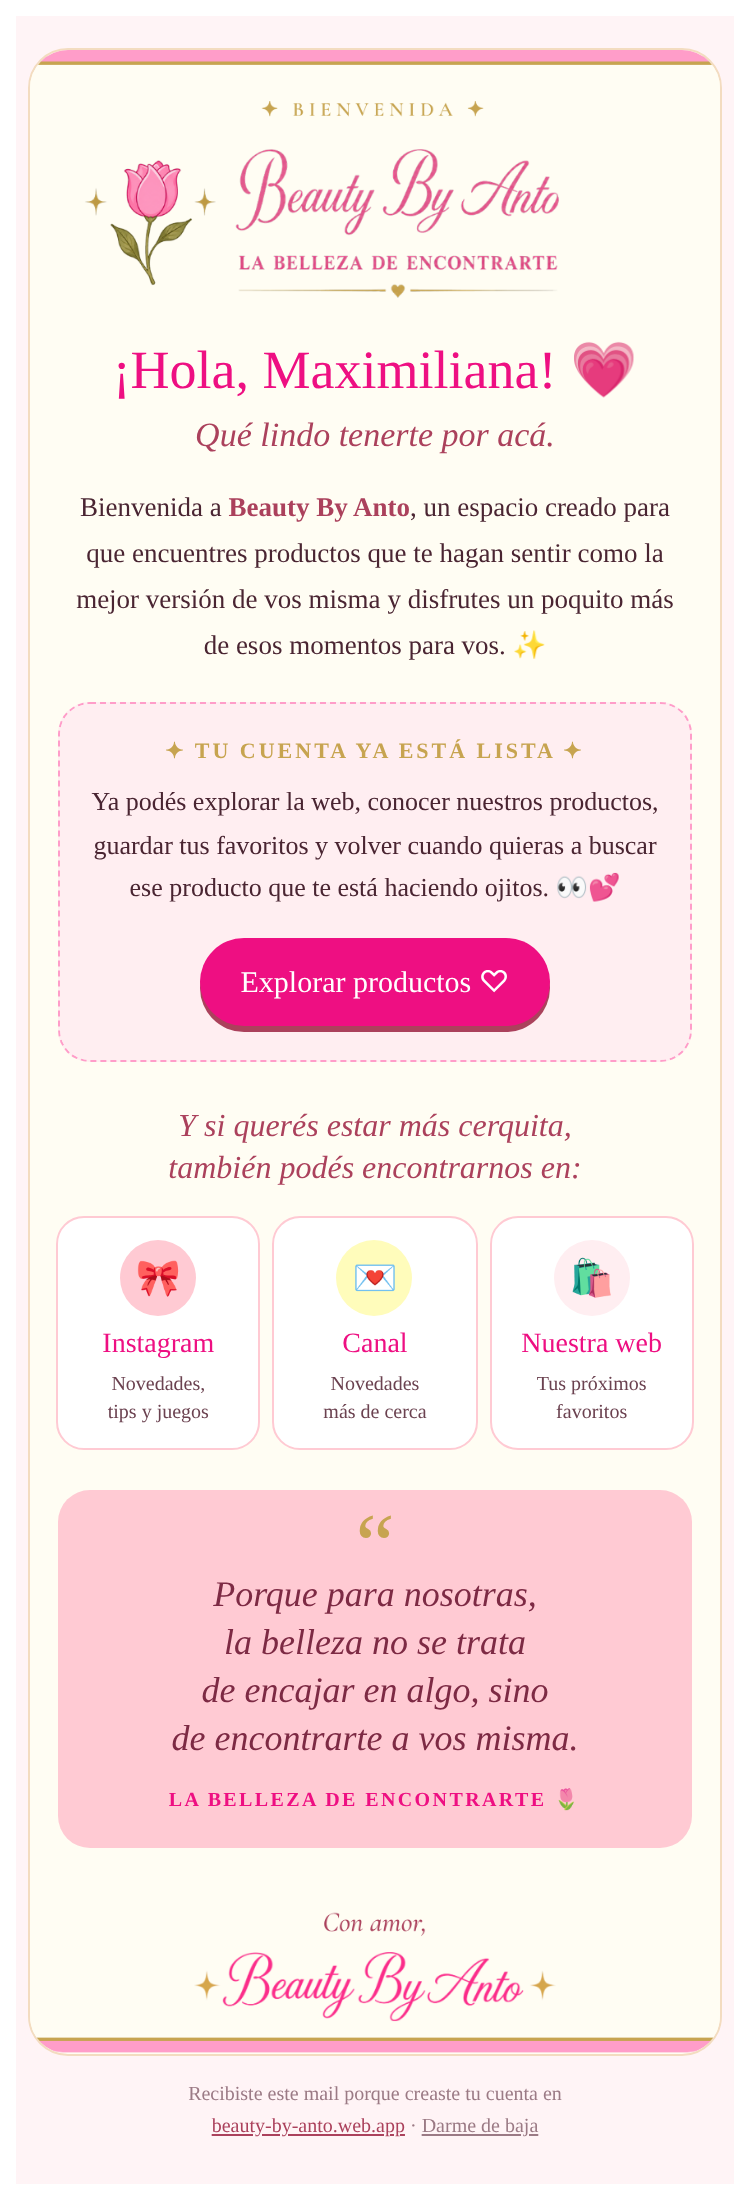 ✦ BIENVENIDA ✦
Beauty By Anto
LA BELLEZA DE ENCONTRARTE
¡Hola, Maximiliana! 💗
Qué lindo tenerte por acá.
Bienvenida a Beauty By Anto, un espacio creado para
que encuentres productos que te hagan sentir como la
mejor versión de vos misma y disfrutes un poquito más
de esos momentos para vos. ✨
✦ TU CUENTA YA ESTÁ LISTA ✦
Ya podés explorar la web, conocer nuestros productos,
guardar tus favoritos y volver cuando quieras a buscar
ese producto que te está haciendo ojitos. 👀💕
Explorar productos ♡
Y si querés estar más cerquita,
también podés encontrarnos en:
Instagram
Novedades,
tips y juegos
Canal
Novedades
más de cerca
Nuestra web
Tus próximos
favoritos
“
Porque para nosotras,
la belleza no se trata
de encajar en algo, sino
de encontrarte a vos misma.
LA BELLEZA DE ENCONTRARTE 🌷
Con amor,
Beauty By Anto
Recibiste este mail porque creaste tu cuenta en
beauty-by-anto.web.app · Darme de baja